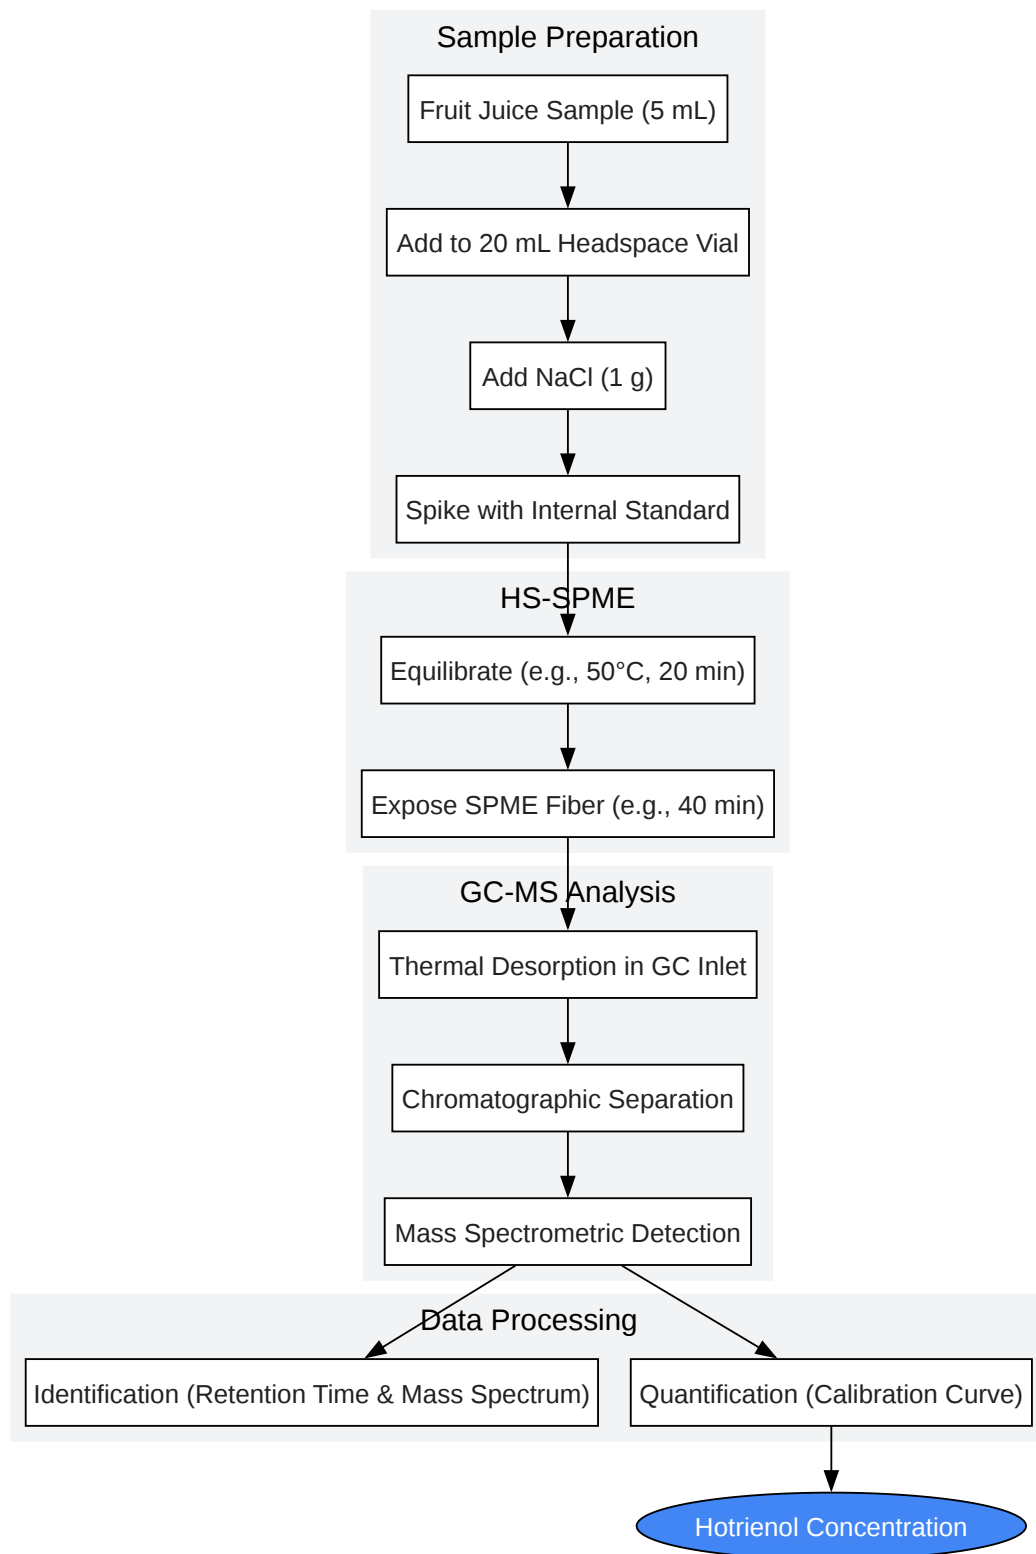 Sample Preparation
Fruit Juice Sample (5 mL)
Add to 20 mL Headspace Vial
Add NaCl (1 g)
Spike with Internal Standard
HS-SPME
Equilibrate (e.g., 50°C, 20 min)
Expose SPME Fiber (e.g., 40 min)
GC-MS Analysis
Thermal Desorption in GC Inlet
Chromatographic Separation
Mass Spectrometric Detection
Data Processing
Identification (Retention Time & Mass Spectrum)
Quantification (Calibration Curve)
Hotrienol Concentration